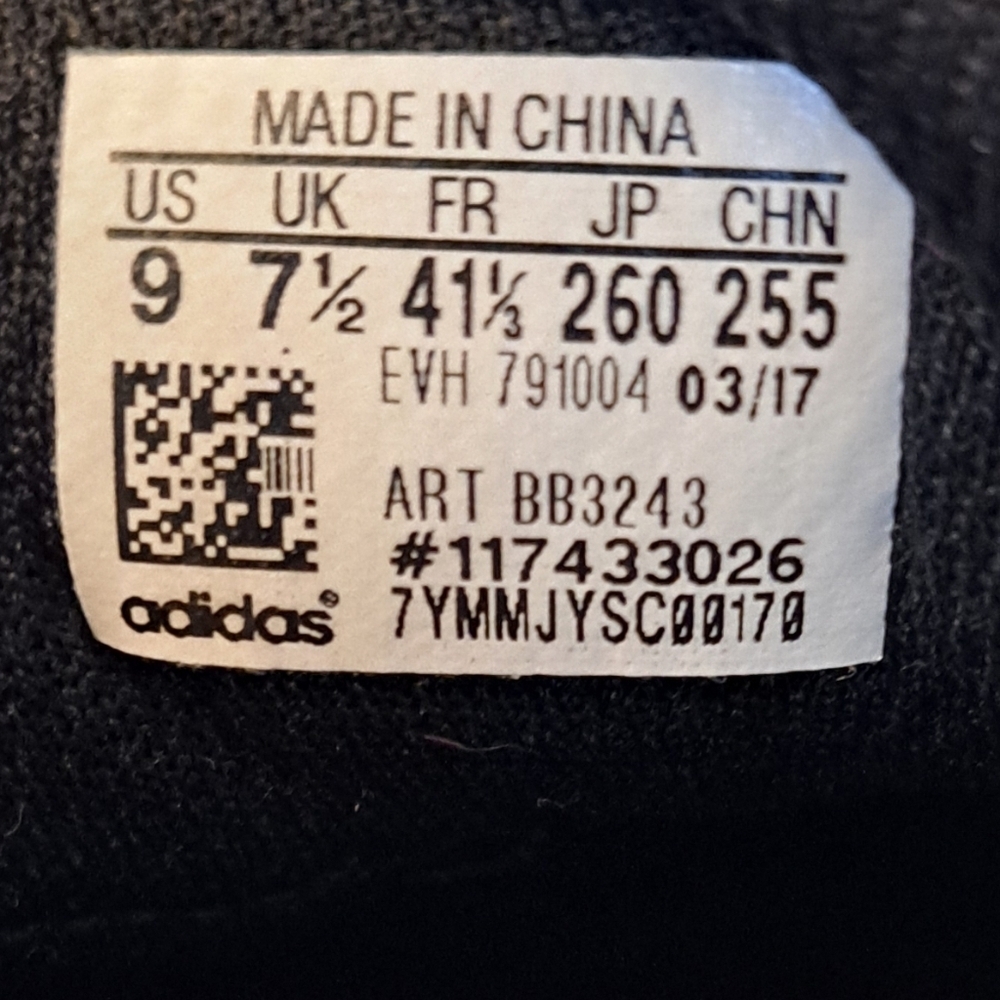 MADE IN CHINA
US UK FR JP CHN
9 7½ 41⅓ 260 255
EVH 791004 03/17
ART BB3243
#117433026
adidas® 7YMMJYSC00170